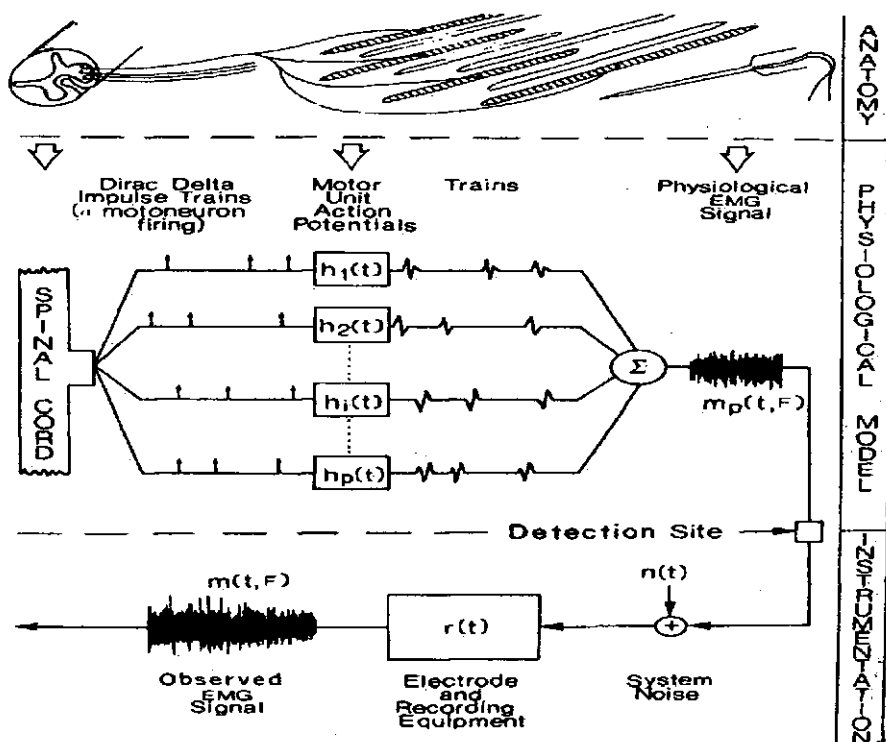 ANATOMY
Dirac Delta
Impulse Trains
(α motoneuron
firing)
Motor
Unit
Action
Potentials
Trains
Physiological
EMG
Signal
PHYSIOLOGICAL MODEL
SPINAL CORD
h1(t)
h2(t)
hi(t)
hp(t)
Σ
mp(t,F)
Detection Site
INSTRUMENTATION
m(t,F)
n(t)
r(t)
+
Observed
EMG
Signal
Electrode
and
Recording
Equipment
System
Noise